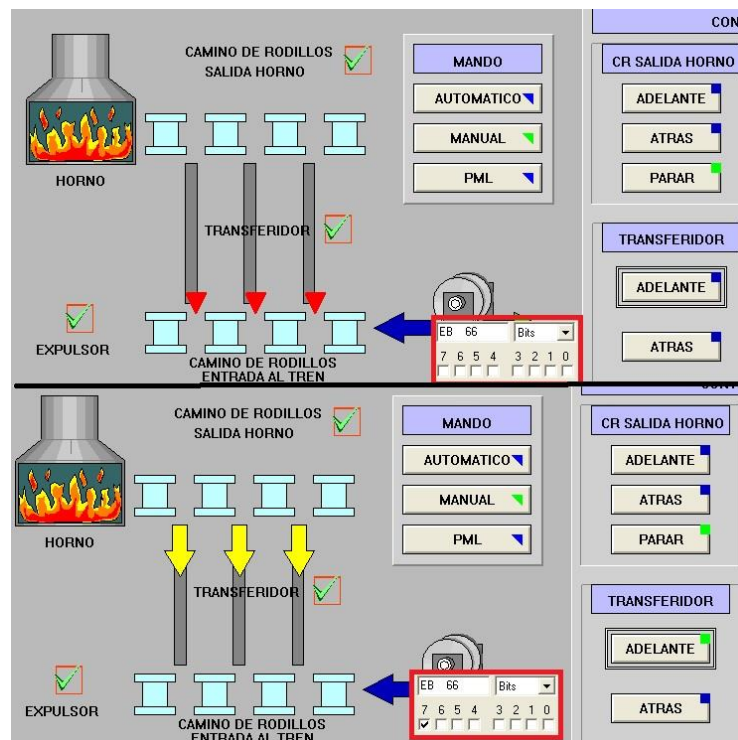 CON
CAMINO DE RODILLOS
SALIDA HORNO
MANDO
CR SALIDA HORNO
AUTOMATICO
ADELANTE
MANUAL
ATRAS
PML
PARAR
HORNO
TRANSFERIDOR
TRANSFERIDOR
ADELANTE
EB 66 Bits
EXPULSOR
7 6 5 4 3 2 1 0
ATRAS
CAMINO DE RODILLOS
ENTRADA AL TREN
CAMINO DE RODILLOS
SALIDA HORNO
MANDO
CR SALIDA HORNO
AUTOMATICO
ADELANTE
MANUAL
ATRAS
PML
PARAR
HORNO
TRANSFERIDOR
TRANSFERIDOR
ADELANTE
EB 66 Bits
EXPULSOR
7 6 5 4 3 2 1 0
ATRAS
CAMINO DE RODILLOS
ENTRADA AL TREN